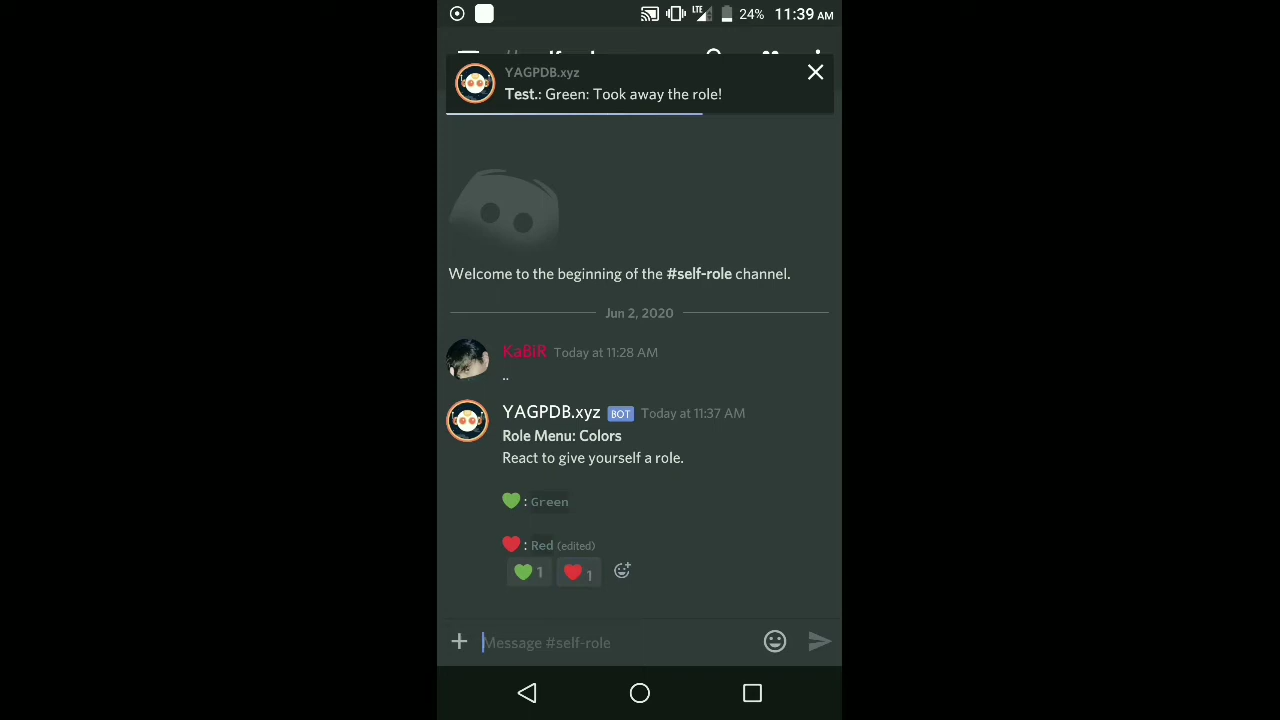 LTE 24% 11:39 AM
YAGPDB.xyz
Test.: Green: Took away the role!
Welcome to the beginning of the #self-role channel.
Jun 2, 2020
KaBiR Today at 11:28 AM
..
YAGPDB.xyz BOT Today at 11:37 AM
Role Menu: Colors
React to give yourself a role.
: Green
: Red (edited)
1 1
Message #self-role